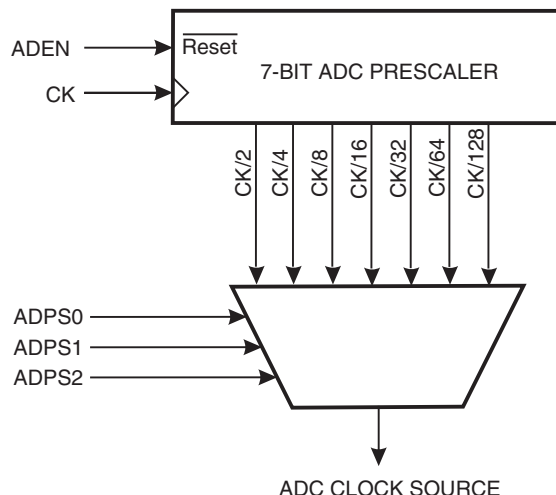 ADEN
Reset
7-BIT ADC PRESCALER
CK
CK/2
CK/4
CK/8
CK/16
CK/32
CK/64
CK/128
ADPS0
ADPS1
ADPS2
ADC CLOCK SOURCE